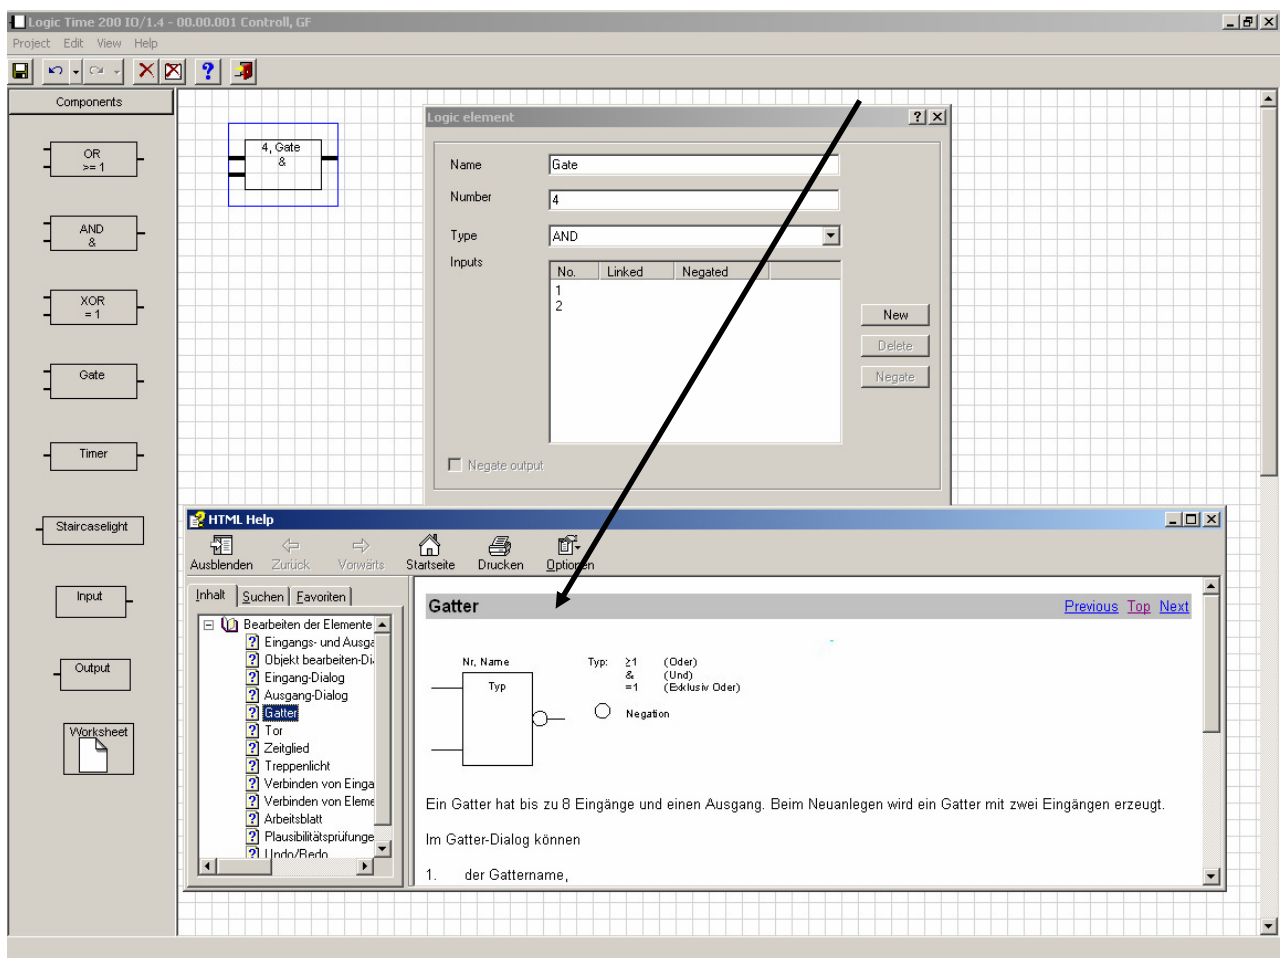 Logic Time 200 IO/1.4 - 00.00.001 Controll, GF
Project Edit View Help
Components
OR
>= 1
AND
&
XOR
= 1
Gate
Timer
Staircaselight
Input
Output
Worksheet
4, Gate
&
Logic element
Name Gate
Number 4
Type AND
Inputs
No. Linked Negated
1
2
New
Delete
Negate
Negate output
HTML Help
Ausblenden Zurück Vorwärts Startseite Drucken Optionen
Inhalt Suchen Favoriten
Bearbeiten der Elemente
Eingangs- und Ausga
Objekt bearbeiten-Di
Eingang-Dialog
Ausgang-Dialog
Gatter
Tor
Zeitglied
Treppenlicht
Verbinden von Einga
Verbinden von Eleme
Arbeitsblatt
Plausibilitätsprüfunge
Undo/Redo
Gatter Previous Top Next
Nr, Name
Typ
Typ: ≥1 (Oder)
& (Und)
=1 (Exklusiv Oder)
Negation
Ein Gatter hat bis zu 8 Eingänge und einen Ausgang. Beim Neuanlegen wird ein Gatter mit zwei Eingängen erzeugt.
Im Gatter-Dialog können
1. der Gattername,